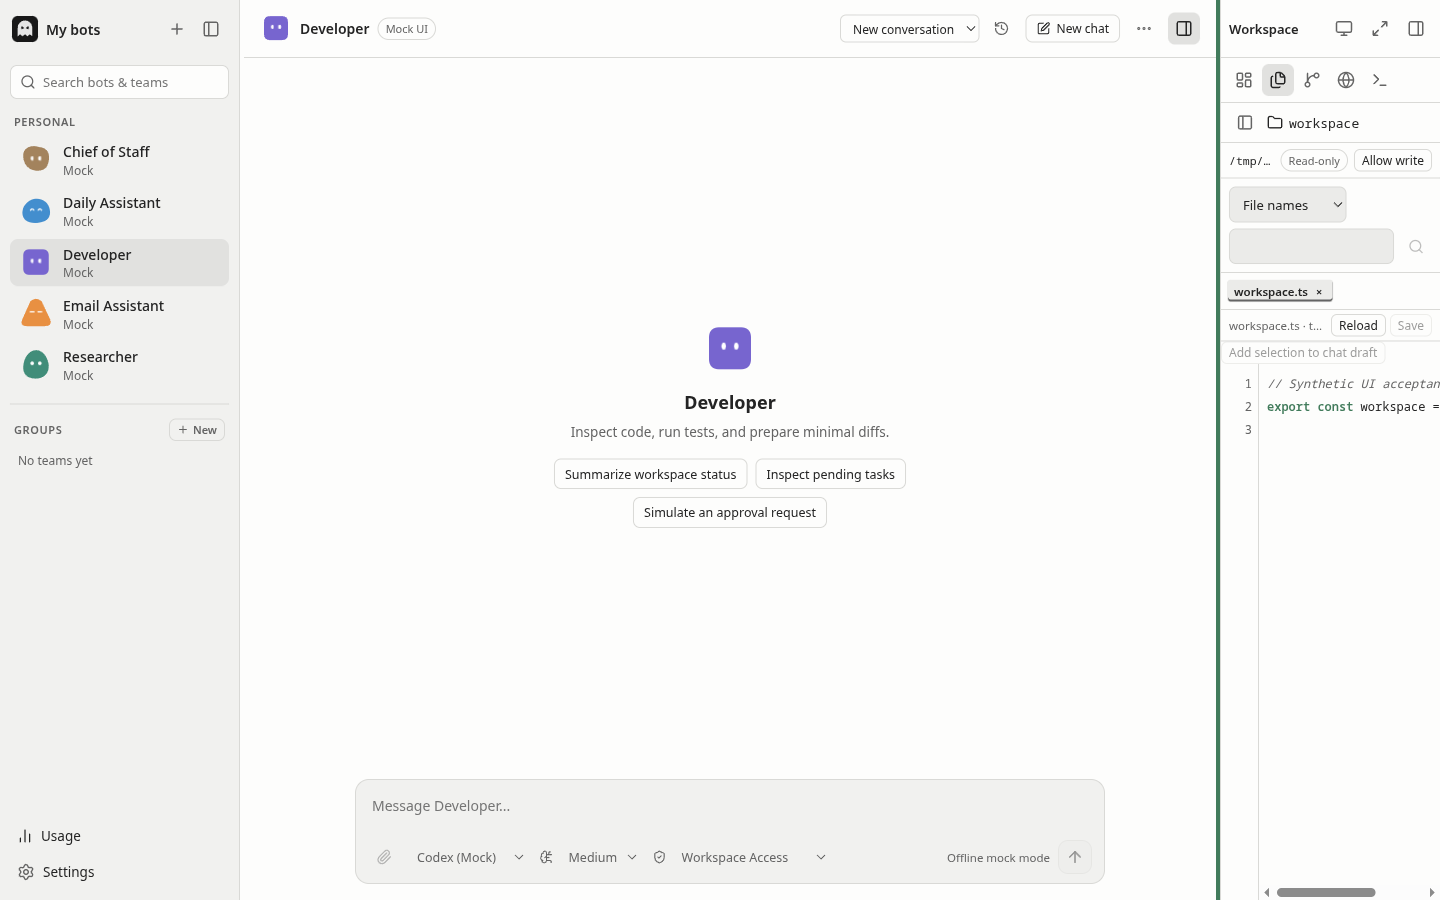 My bots
Search bots & teams
PERSONAL
Chief of Staff
Mock
Daily Assistant
Mock
Developer
Mock
Email Assistant
Mock
Researcher
Mock
GROUPS
New
No teams yet
Usage
Settings
Developer
Mock UI
New conversation
New chat
Developer
Inspect code, run tests, and prepare minimal diffs.
Summarize workspace status
Inspect pending tasks
Simulate an approval request
Message Developer...
Codex (Mock)
Medium
Workspace Access
Offline mock mode
Workspace
workspace
/tmp/…
Read-only
Allow write
File names
workspace.ts ×
workspace.ts · t…
Reload
Save
Add selection to chat draft
1 // Synthetic UI acceptan
2 export const workspace =
3